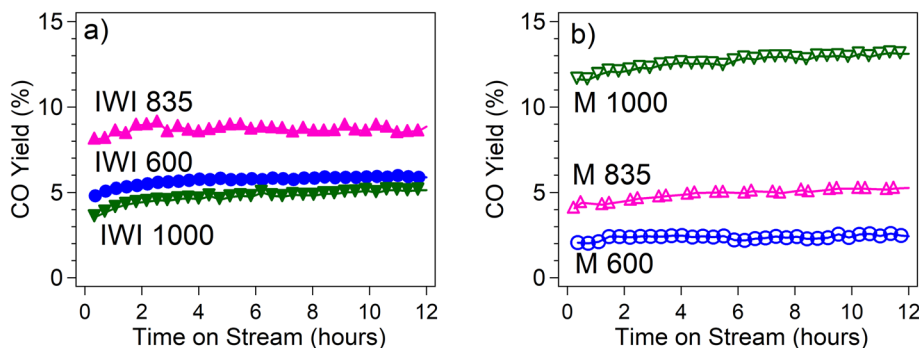 a)
CO Yield (%)
15
10
5
0
IWI 835
IWI 600
IWI 1000
0 2 4 6 8 10 12
Time on Stream (hours)
b)
CO Yield (%)
15
10
5
0
M 1000
M 835
M 600
0 2 4 6 8 10 12
Time on Stream (hours)